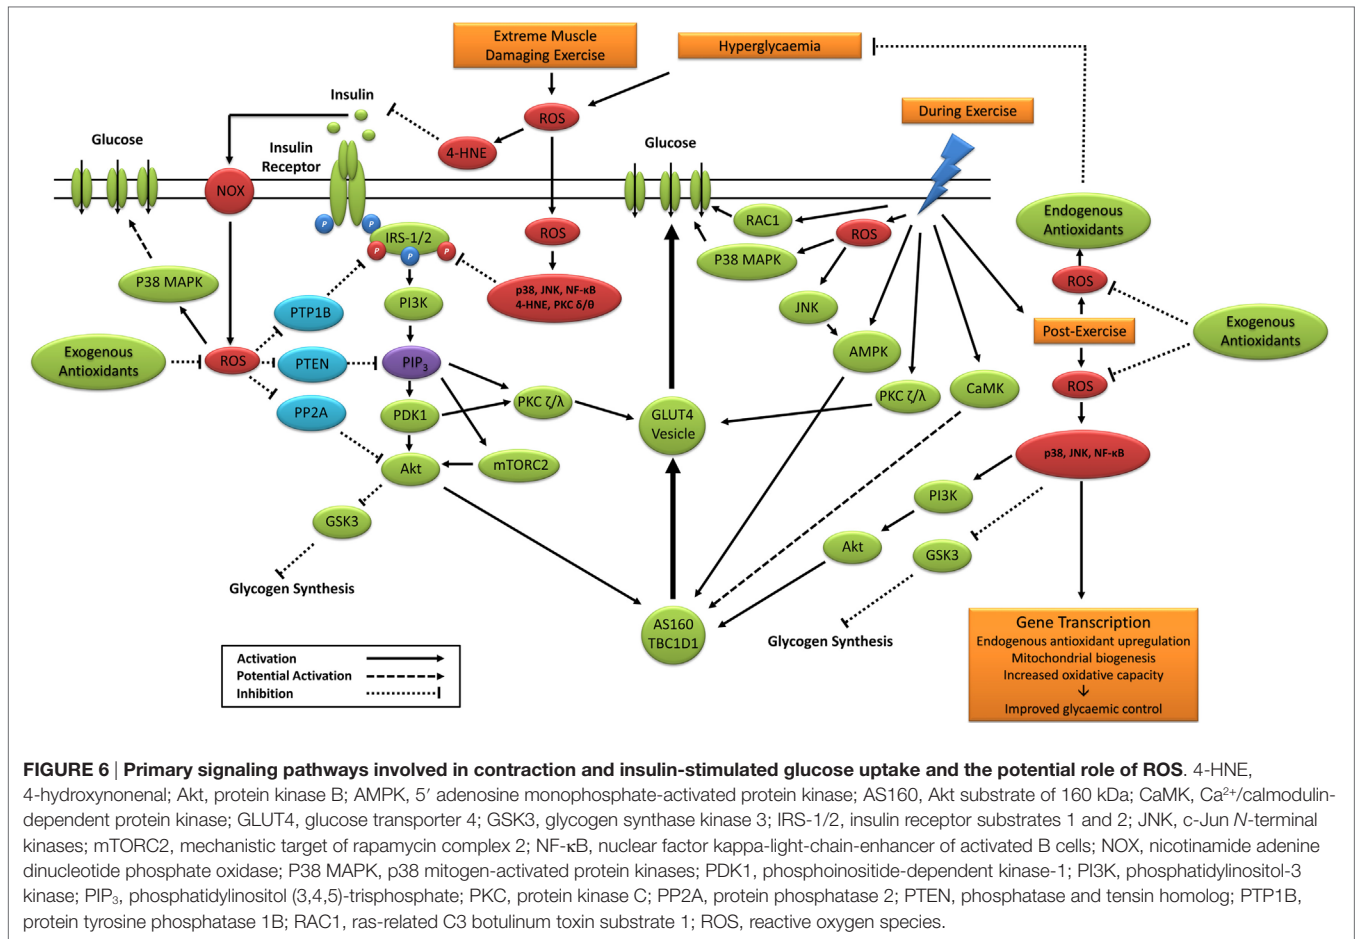 Extreme Muscle
Damaging Exercise
Hyperglycaemia
Insulin
ROS
During Exercise
Glucose
Insulin
Receptor
4-HNE
Glucose
NOX
RAC1
Endogenous
Antioxidants
P
P
IRS-1/2
P
P
P
ROS
ROS
P38 MAPK
P38 MAPK
ROS
p38, JNK, NF-κB
4-HNE, PKC δ/θ
PI3K
JNK
PTP1B
Post-Exercise
Exogenous
Antioxidants
Exogenous
Antioxidants
ROS
PTEN
PIP3
AMPK
ROS
CaMK
PKC ζ/λ
PKC ζ/λ
PP2A
PDK1
GLUT4
Vesicle
Akt
mTORC2
p38, JNK, NF-κB
PI3K
GSK3
Akt
GSK3
Glycogen Synthesis
AS160
TBC1D1
Glycogen Synthesis
Gene Transcription
Endogenous antioxidant upregulation
Mitochondrial biogenesis
Increased oxidative capacity
↓
Improved glycaemic control
Activation
Potential Activation
Inhibition
FIGURE 6 | Primary signaling pathways involved in contraction and insulin-stimulated glucose uptake and the potential role of ROS. 4-HNE,
4-hydroxynonenal; Akt, protein kinase B; AMPK, 5′ adenosine monophosphate-activated protein kinase; AS160, Akt substrate of 160 kDa; CaMK, Ca2+/calmodulin-
dependent protein kinase; GLUT4, glucose transporter 4; GSK3, glycogen synthase kinase 3; IRS-1/2, insulin receptor substrates 1 and 2; JNK, c-Jun N-terminal
kinases; mTORC2, mechanistic target of rapamycin complex 2; NF-κB, nuclear factor kappa-light-chain-enhancer of activated B cells; NOX, nicotinamide adenine
dinucleotide phosphate oxidase; P38 MAPK, p38 mitogen-activated protein kinases; PDK1, phosphoinositide-dependent kinase-1; PI3K, phosphatidylinositol-3
kinase; PIP3, phosphatidylinositol (3,4,5)-trisphosphate; PKC, protein kinase C; PP2A, protein phosphatase 2; PTEN, phosphatase and tensin homolog; PTP1B,
protein tyrosine phosphatase 1B; RAC1, ras-related C3 botulinum toxin substrate 1; ROS, reactive oxygen species.